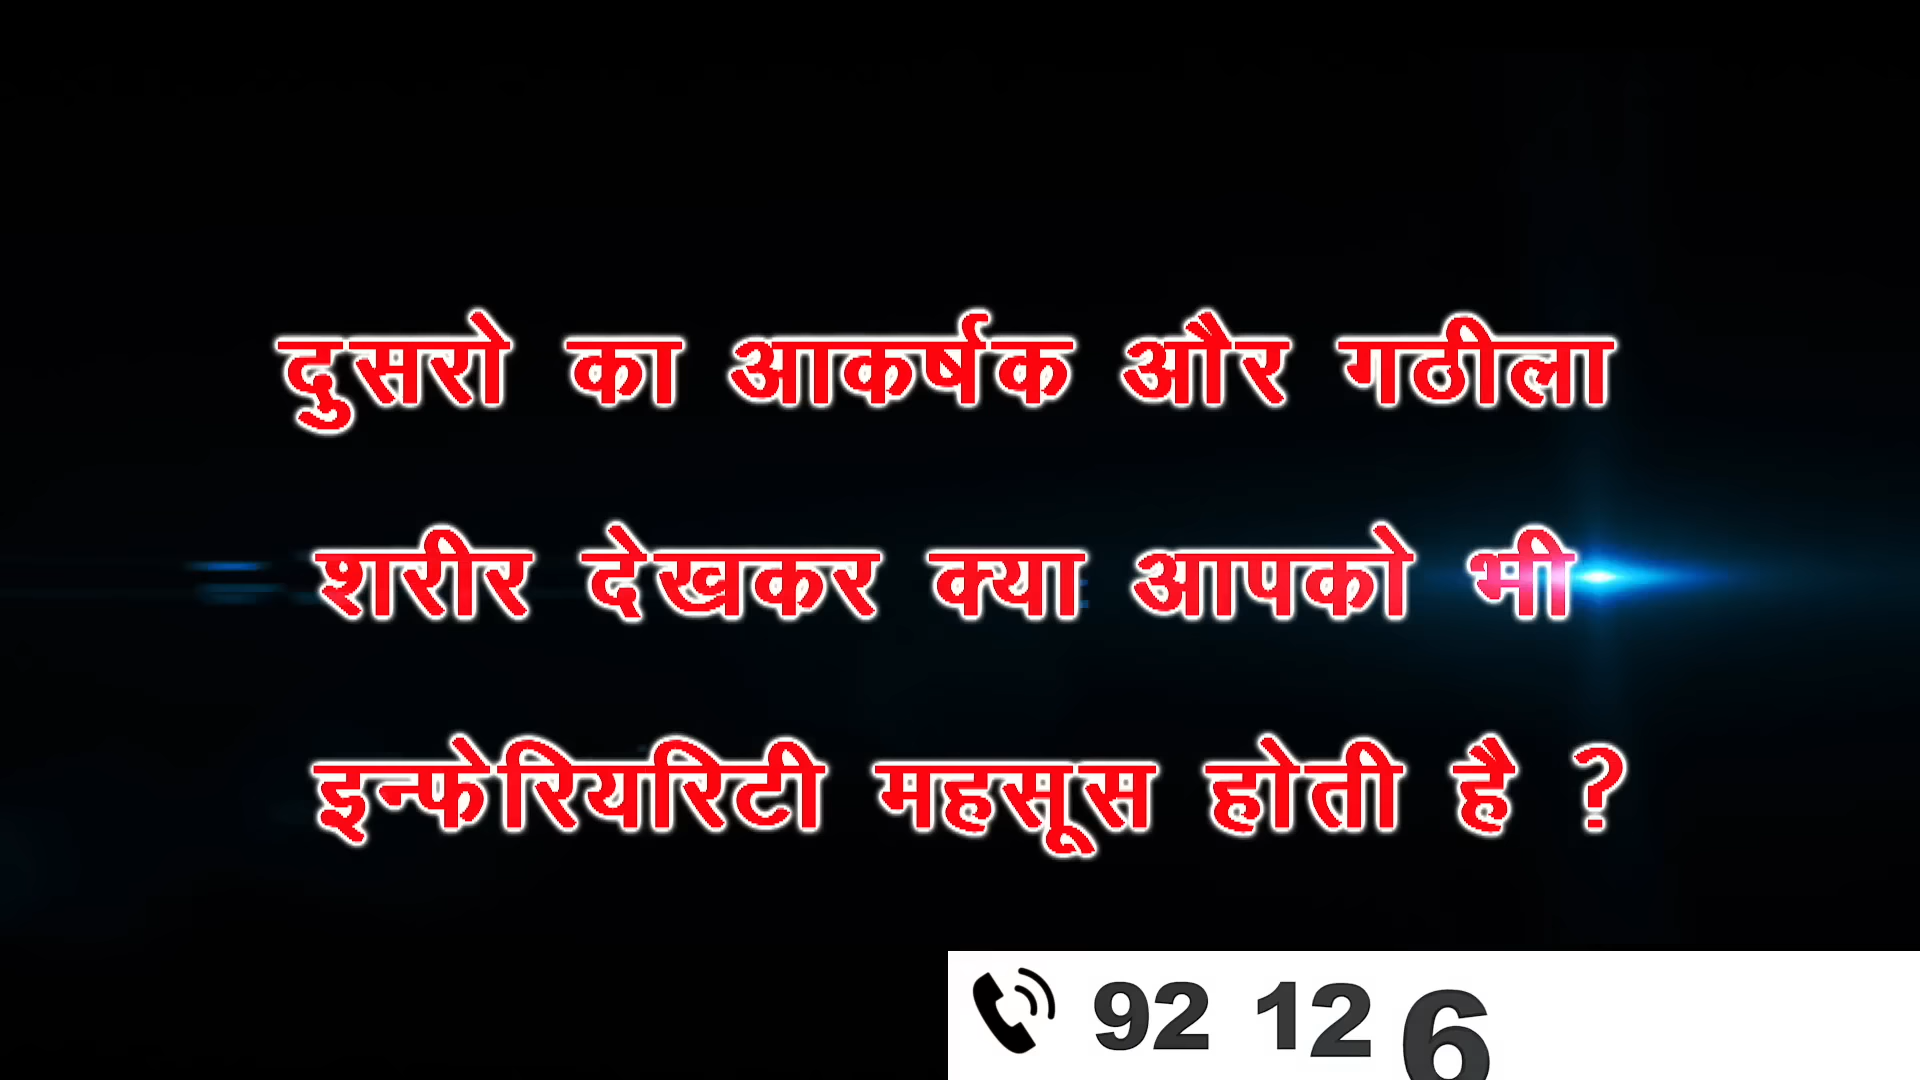 दुसरो का आकर्षक और गठीला
शरीर देखकर क्या आपको भी
इन्फेरियरिटी महसूस होती है ?
92 12 6